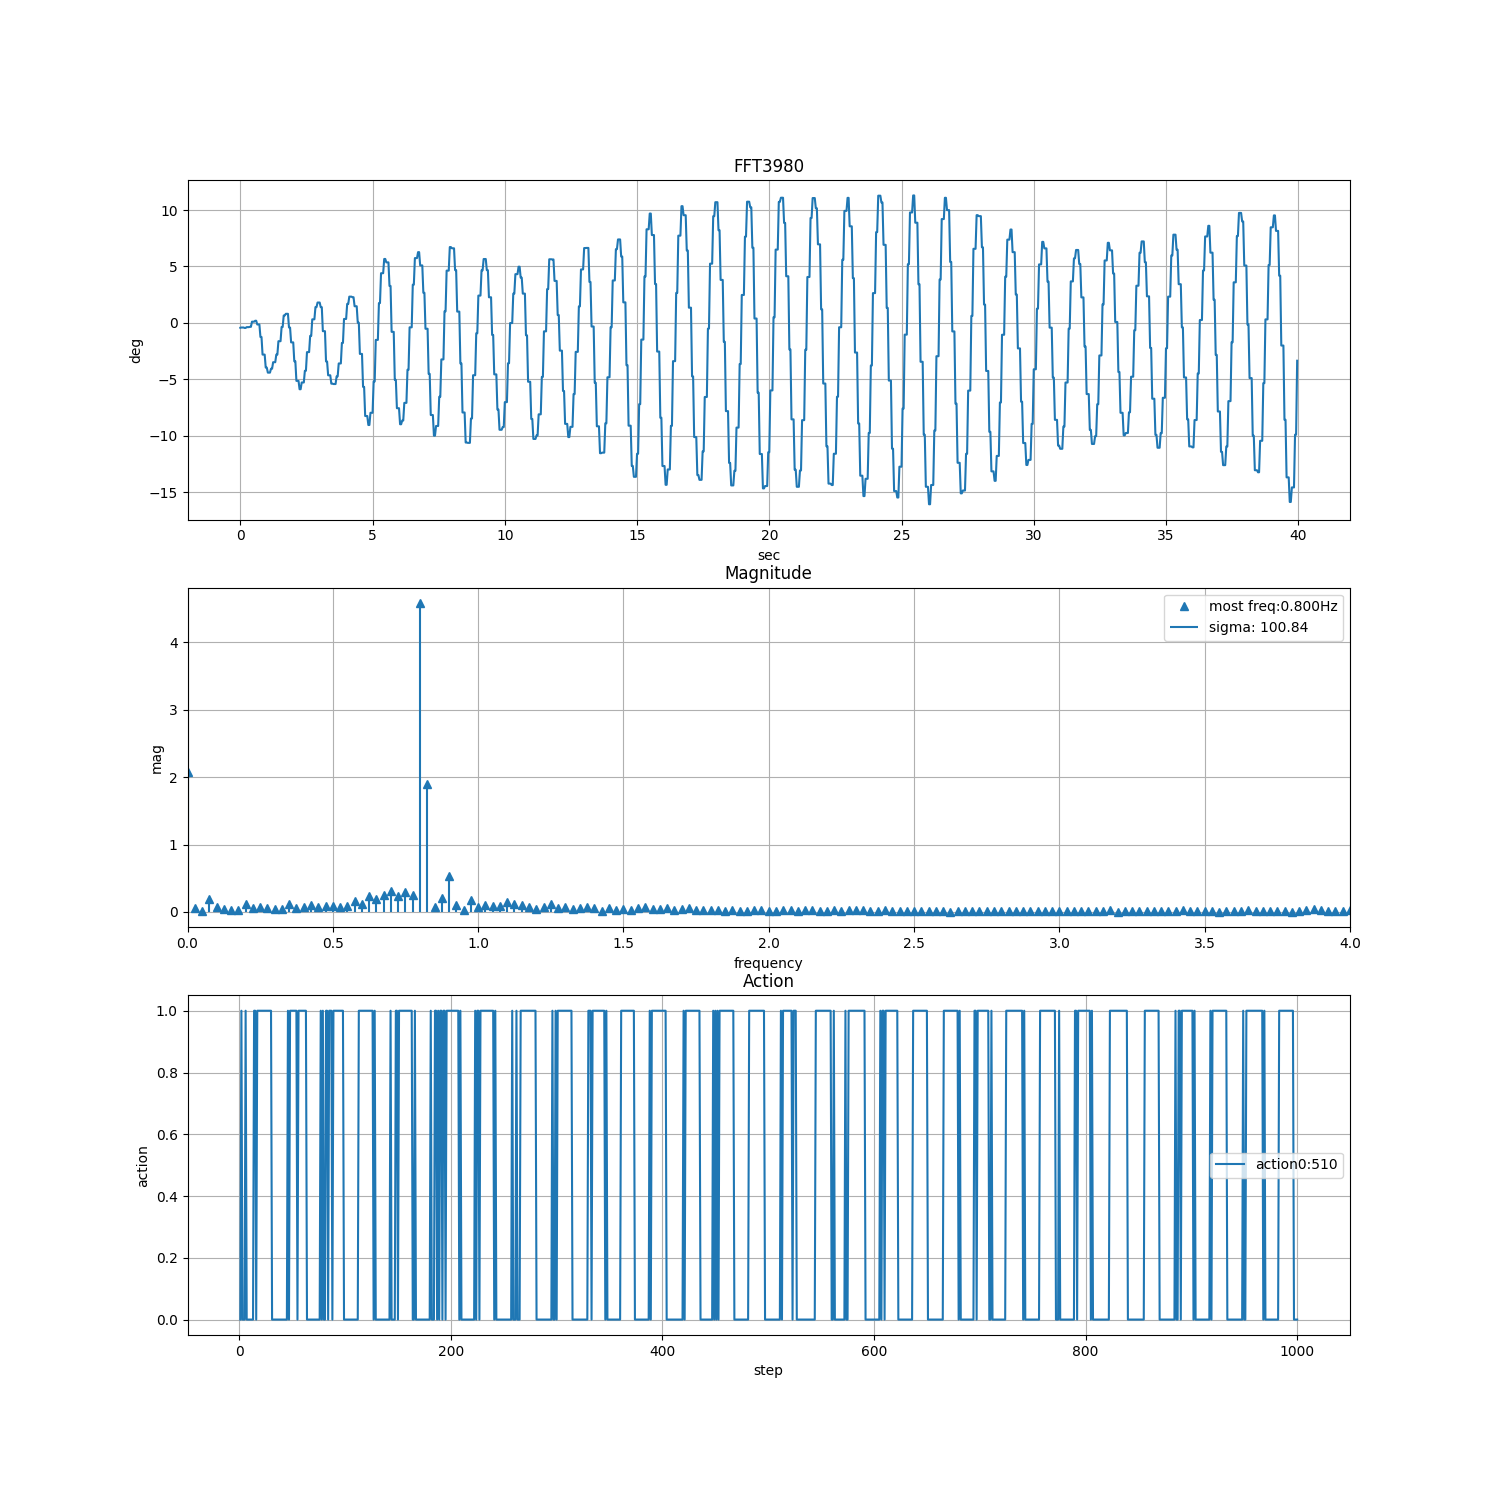 FFT3980
10
5
0
−5
−10
−15
deg
0 5 10 15 20 25 30 35 40
sec
Magnitude
most freq:0.800Hz
sigma: 100.84
4
3
2
1
0
mag
0.0 0.5 1.0 1.5 2.0 2.5 3.0 3.5 4.0
frequency
Action
1.0
0.8
0.6
0.4
0.2
0.0
action
action0:510
0 200 400 600 800 1000
step